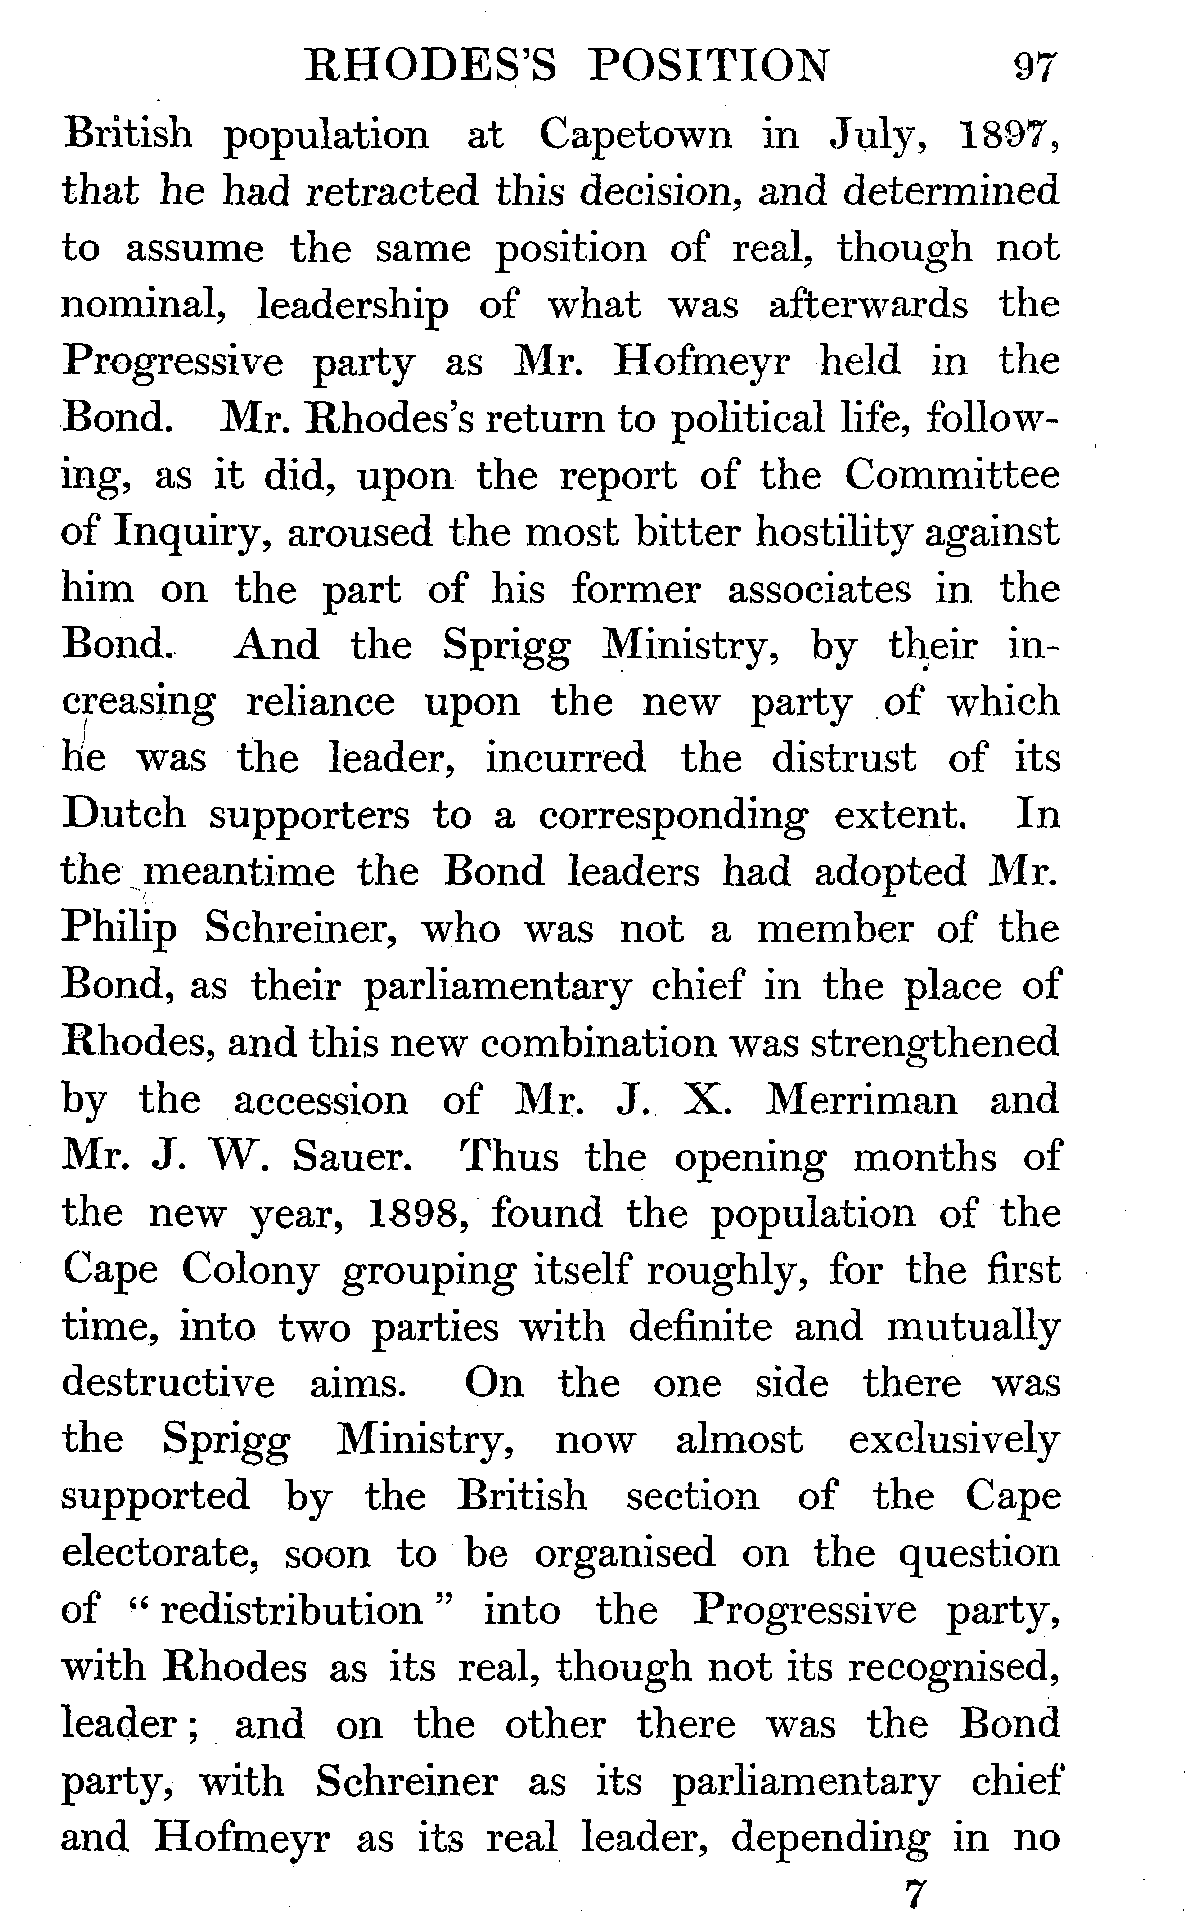 RHODES'S POSITION 97
British population at Capetown in July, 1897,
that he had retracted this decision, and determined
to assume the same position of real, though not
nominal, leadership of what was afterwards the
Progressive party as Mr. Hofmeyr held in the
Bond. Mr. Rhodes's return to political life, follow-
ing, as it did, upon the report of the Committee
of Inquiry, aroused the most bitter hostility against
him on the part of his former associates in the
Bond. And the Sprigg Ministry, by their in-
creasing reliance upon the new party of which
he was the leader, incurred the distrust of its
Dutch supporters to a corresponding extent. In
the meantime the Bond leaders had adopted Mr.
Philip Schreiner, who was not a member of the
Bond, as their parliamentary chief in the place of
Rhodes, and this new combination was strengthened
by the accession of Mr. J. X. Merriman and
Mr. J. W. Sauer. Thus the opening months of
the new year, 1898, found the population of the
Cape Colony grouping itself roughly, for the first
time, into two parties with definite and mutually
destructive aims. On the one side there was
the Sprigg Ministry, now almost exclusively
supported by the British section of the Cape
electorate, soon to be organised on the question
of " redistribution " into the Progressive party,
with Rhodes as its real, though not its recognised,
leader ; and on the other there was the Bond
party, with Schreiner as its parliamentary chief
and Hofmeyr as its real leader, depending in no
7